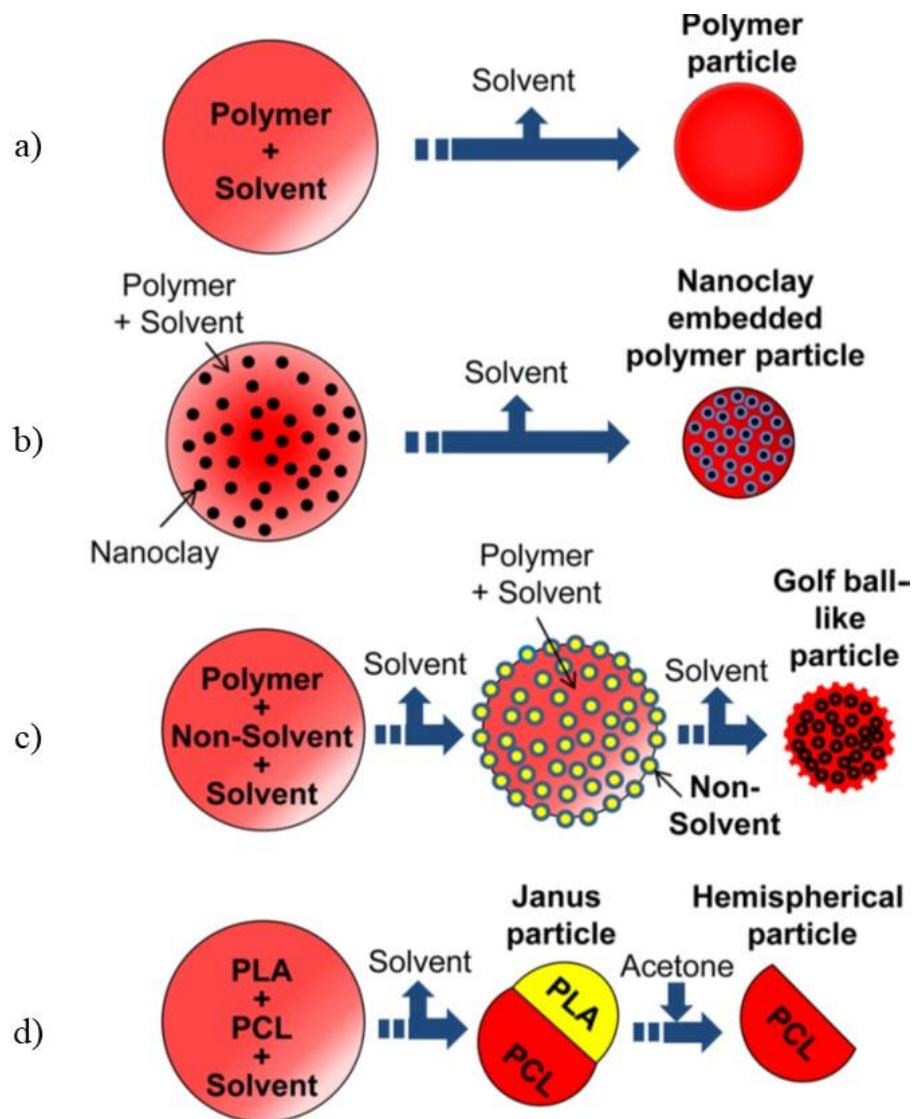 a)
Polymer
+
Solvent
Solvent
Polymer
particle
b)
Polymer
+ Solvent
Nanoclay
Solvent
Nanoclay
embedded
polymer particle
c)
Polymer
+
Non-Solvent
+
Solvent
Solvent
Polymer
+ Solvent
Non-
Solvent
Solvent
Golf ball–
like
particle
d)
PLA
+
PCL
+
Solvent
Solvent
Janus
particle
PLA
PCL
Acetone
Hemispherical
particle
PCL